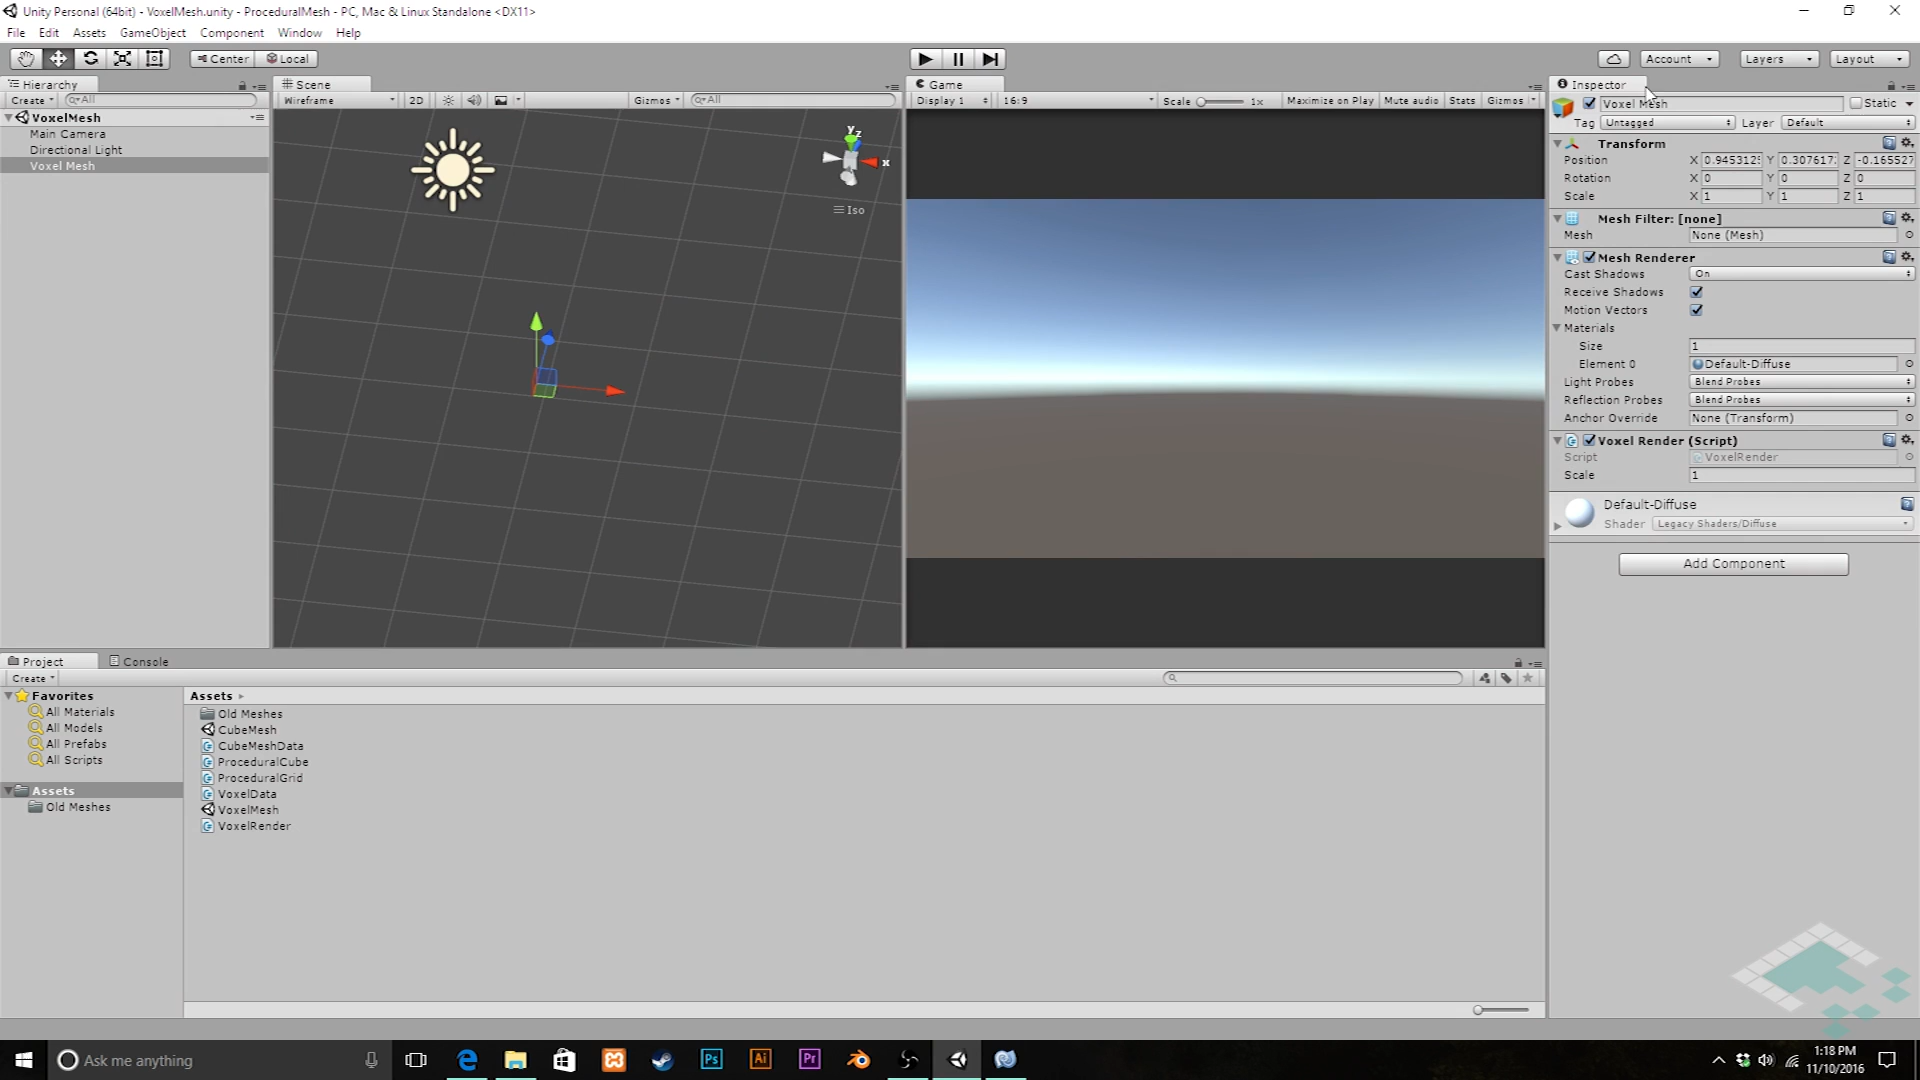 Unity Personal (64bit) - VoxelMesh.unity - ProceduralMesh - PC, Mac & Linux Standalone <DX11>
File Edit Assets GameObject Component Window Help
Center Local Account Layers Layout
Hierarchy
Create All
VoxelMesh
Main Camera
Directional Light
Voxel Mesh
Scene
Wireframe 2D Gizmos All
y z x
Iso
Game
Display 1 16:9 Scale 1x Maximize on Play Mute audio Stats Gizmos
Inspector
Voxel Mesh Static
Tag Untagged Layer Default
Transform
Position X 0.945312 Y 0.307617 Z -0.165527
Rotation X 0 Y 0 Z 0
Scale X 1 Y 1 Z 1
Mesh Filter: [none]
Mesh None (Mesh)
Mesh Renderer
Cast Shadows On
Receive Shadows
Motion Vectors
Materials
Size 1
Element 0 Default-Diffuse
Light Probes Blend Probes
Reflection Probes Blend Probes
Anchor Override None (Transform)
Voxel Render (Script)
Script VoxelRender
Scale 1
Default-Diffuse
Shader Legacy Shaders/Diffuse
Add Component
Project Console
Create
Favorites
All Materials
All Models
All Prefabs
All Scripts
Assets
Old Meshes
Assets
Old Meshes
CubeMesh
CubeMeshData
ProceduralCube
ProceduralGrid
VoxelData
VoxelMesh
VoxelRender
Ask me anything
Ps Ai Pr
1:18 PM
11/10/2016